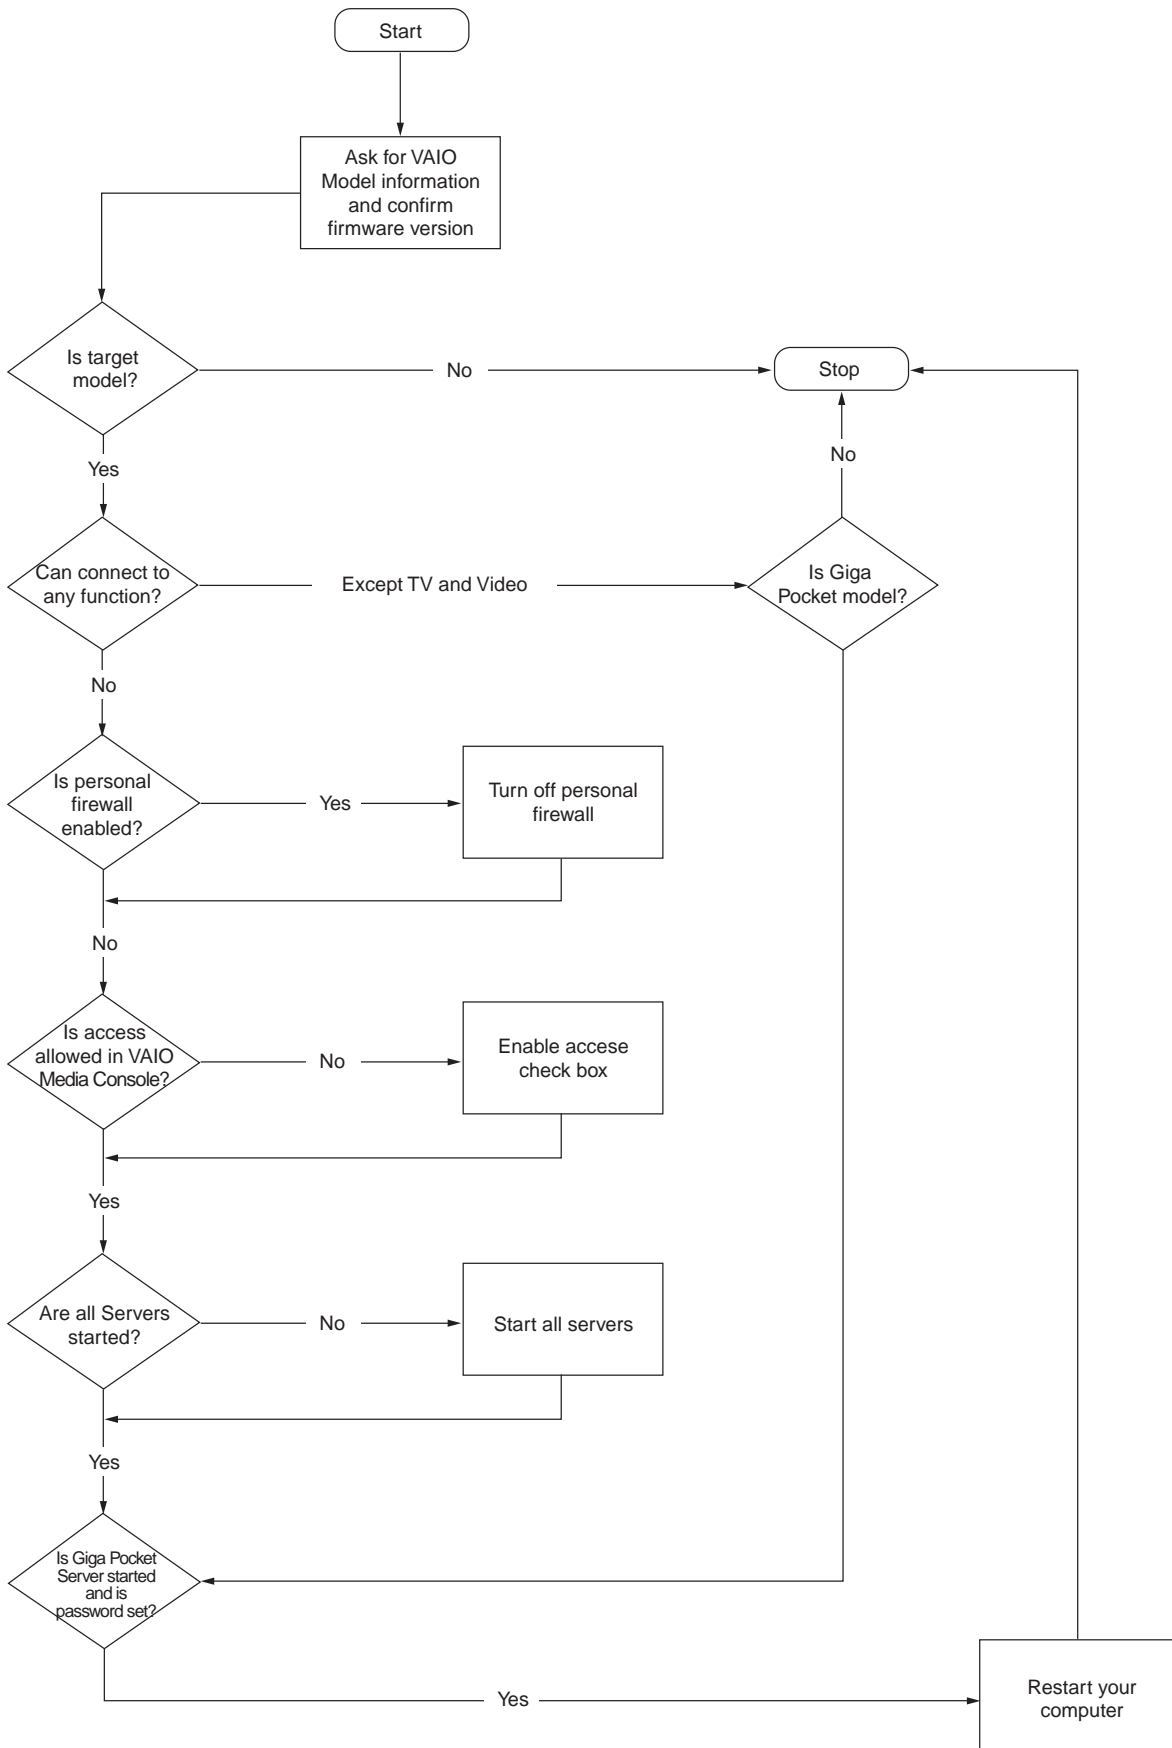 Start
Ask for VAIO
Model information
and confirm
firmware version
Is target
model?
No
Stop
Yes
No
Can connect to
any function?
Except TV and Video
Is Giga
Pocket model?
No
Is personal
firewall
enabled?
Yes
Turn off personal
firewall
No
Is access
allowed in VAIO
Media Console?
No
Enable accese
check box
Yes
Are all Servers
started?
No
Start all servers
Yes
Is Giga Pocket
Server started
and is
password set?
Yes
Restart your
computer